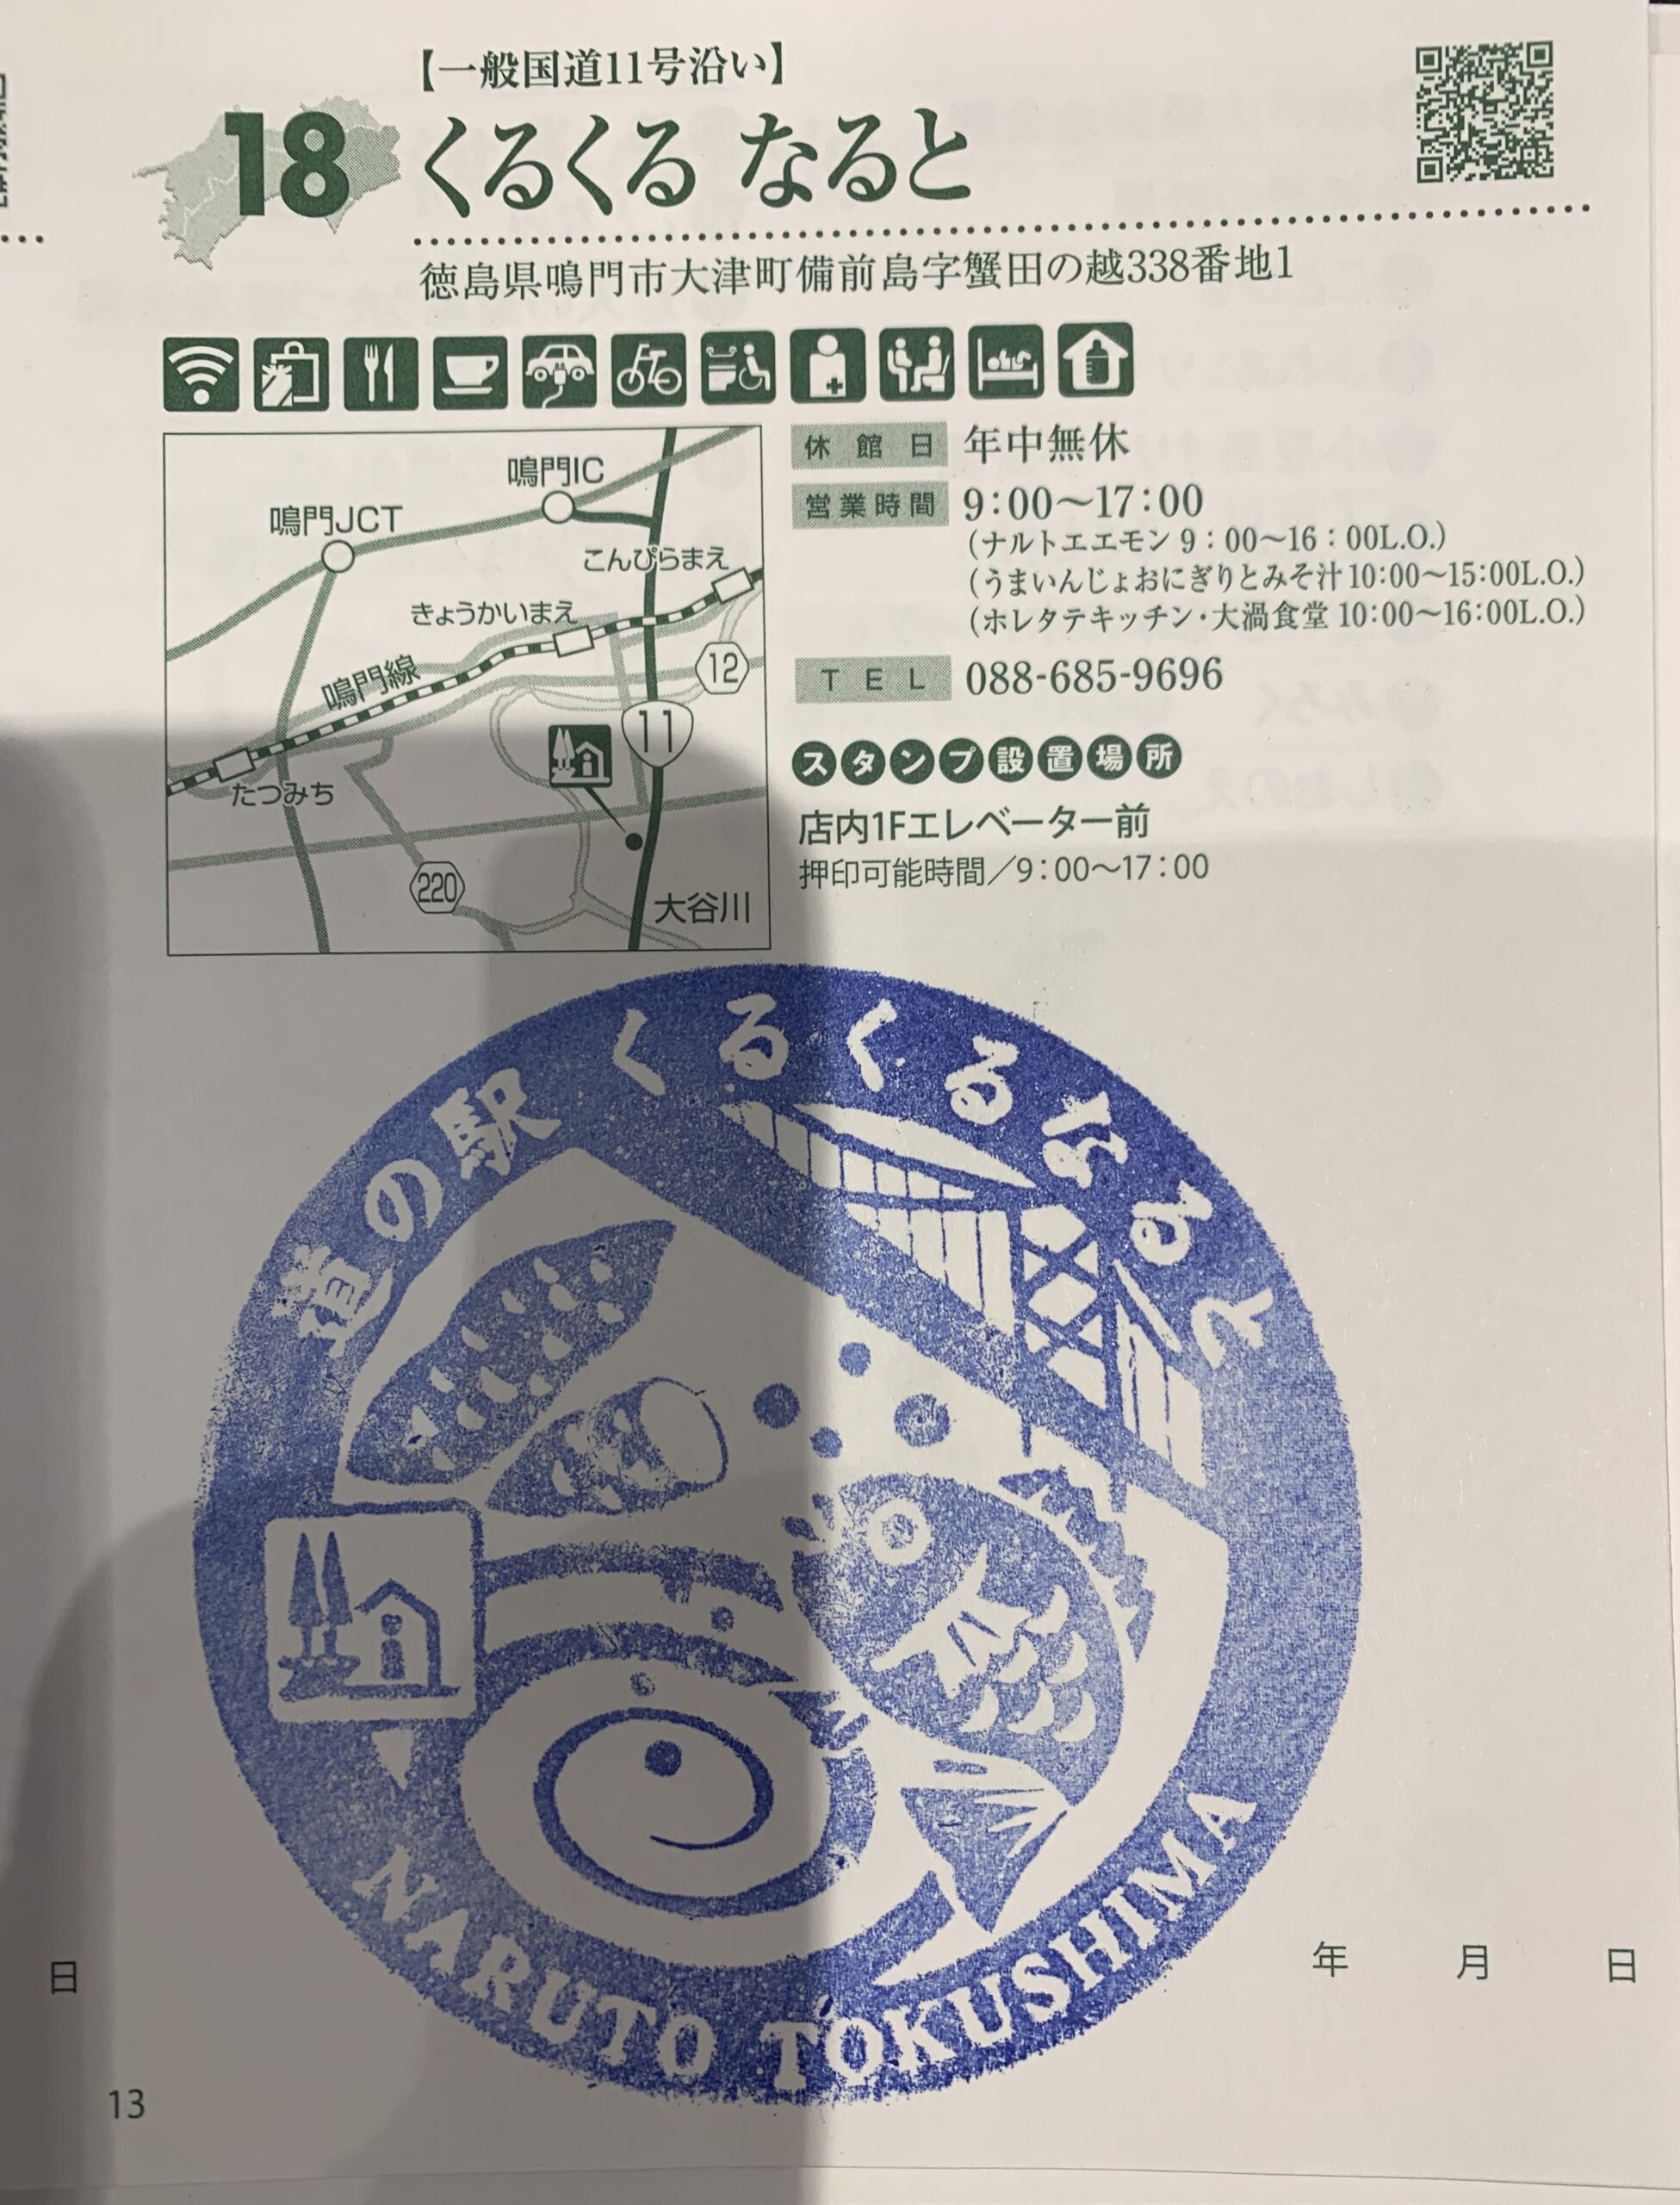 【一般国道11号沿い】
18 くるくる なると
徳島県鳴門市大津町備前島字蟹田の越338番地1
鳴門IC
鳴門JCT
こんぴらまえ
きょうかいまえ
鳴門線
12
11
たつみち
220
大谷川
休館日 年中無休
営業時間 9:00〜17:00
(ナルトエエモン 9:00〜16:00L.O.)
(うまいんじょおにぎりとみそ汁 10:00〜15:00L.O.)
(ホレタテキッチン・大渦食堂 10:00〜16:00L.O.)
TEL 088-685-9696
スタンプ設置場所
店内1Fエレベーター前
押印可能時間/9:00〜17:00
道の駅 くるくるなると
NARUTO TOKUSHIMA
日
年 月 日
13